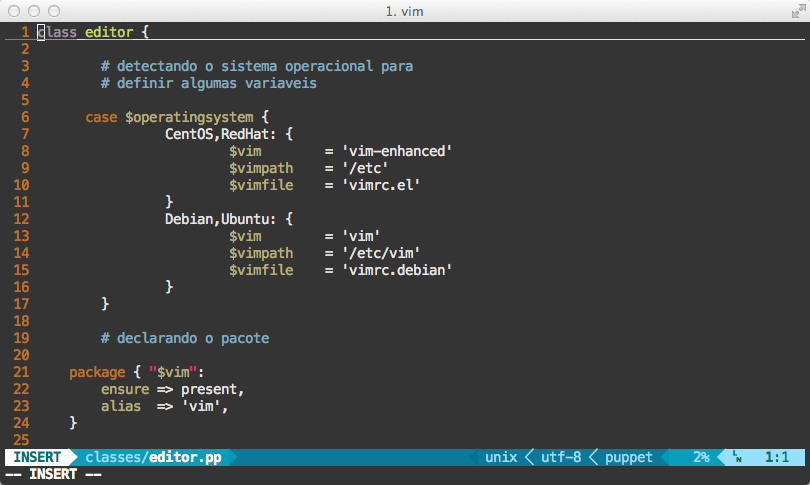 1. vim
1 class editor {
2
3         # detectando o sistema operacional para
4         # definir algumas variaveis
5
6       case $operatingsystem {
7                 CentOS,RedHat: {
8                         $vim        = 'vim-enhanced'
9                         $vimpath    = '/etc'
10                         $vimfile    = 'vimrc.el'
11                 }
12                 Debian,Ubuntu: {
13                         $vim        = 'vim'
14                         $vimpath    = '/etc/vim'
15                         $vimfile    = 'vimrc.debian'
16                 }
17         }
18
19         # declarando o pacote
20
21     package { "$vim":
22         ensure => present,
23         alias  => 'vim',
24     }
25
INSERT classes/editor.pp unix utf-8 puppet 2% LN 1:1
-- INSERT --